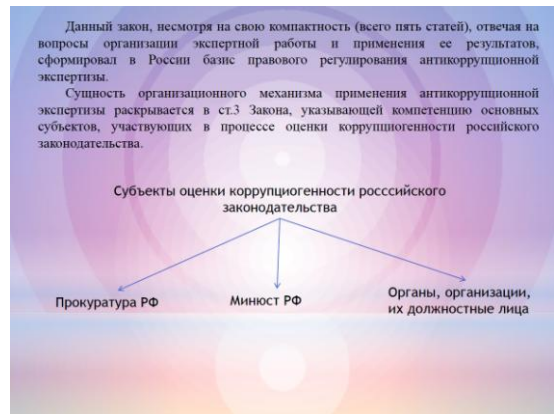 Данный закон, несмотря на свою компактность (всего пять статей), отвечая на
вопросы организации экспертной работы и применения ее результатов,
сформировал в России базис правового регулирования антикоррупционной
экспертизы.
Сущность организационного механизма применения антикоррупционной
экспертизы раскрывается в ст.3 Закона, указывающей компетенцию основных
субъектов, участвующих в процессе оценки коррупциогенности российского
законодательства.
Субъекты оценки коррупциогенности росссийского
законодательства
Прокуратура РФ
Минюст РФ
Органы, организации,
их должностные лица